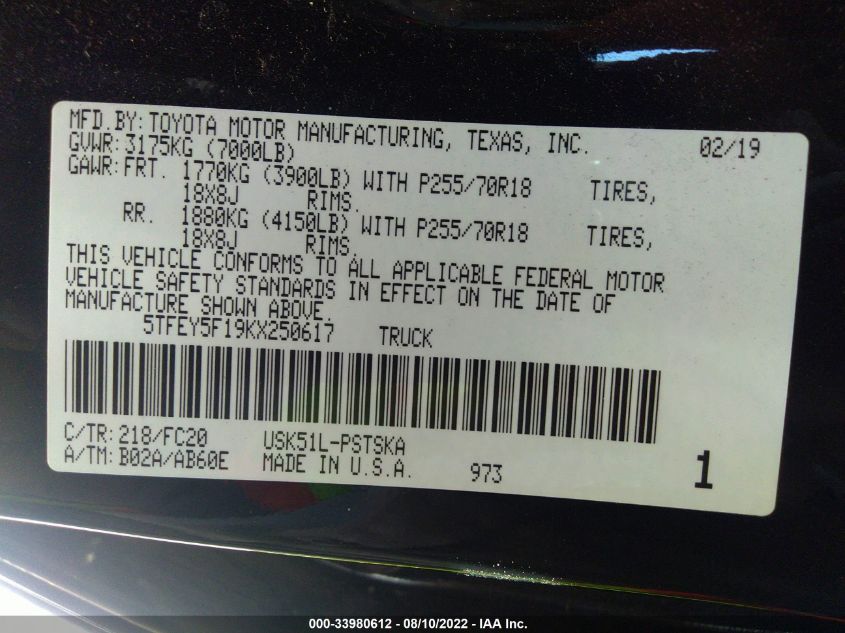 MFD.BY: TOYOTA MOTOR MANUFACTURING, TEXAS, INC. 02/19
GVWR: 3175KG (7000LB)
GAWR: FRT. 1770KG (3900LB) WITH P255/70R18 TIRES,
18X8J RIMS.
RR. 1880KG (4150LB) WITH P255/70R18 TIRES,
18X8J RIMS.
THIS VEHICLE CONFORMS TO ALL APPLICABLE FEDERAL MOTOR
VEHICLE SAFETY STANDARDS IN EFFECT ON THE DATE OF
MANUFACTURE SHOWN ABOVE.
5TFEY5F19KX250617 TRUCK
C/TR: 218/FC20 USK51L-PSTSKA
A/TM: B02A/AB60E MADE IN U.S.A. 973 1
000-33980612 - 08/10/2022 - IAA Inc.